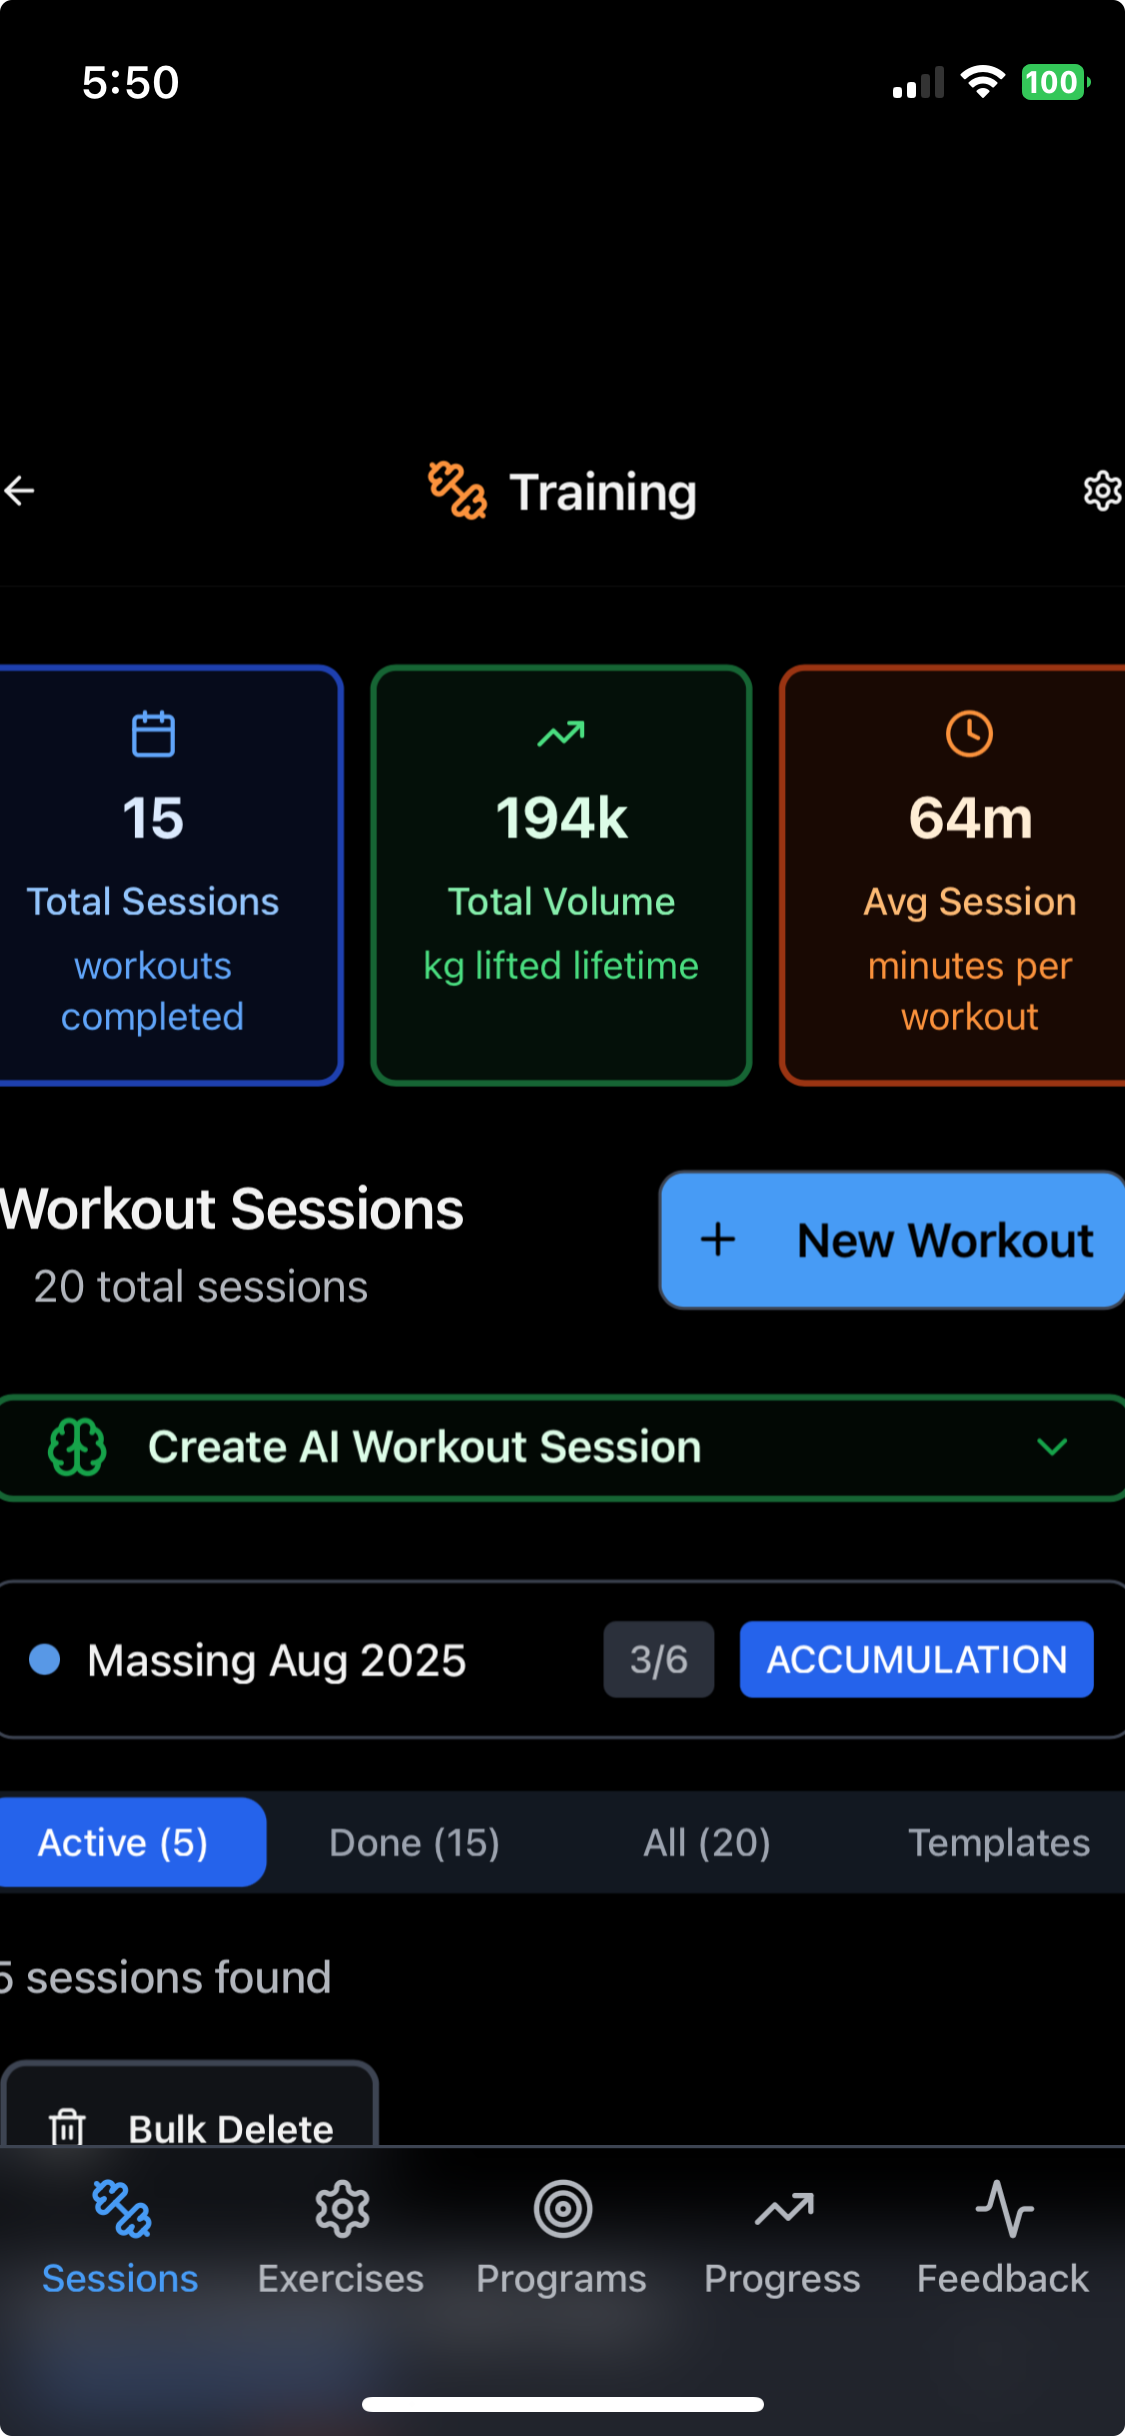 5:50
100
Training
15
Total Sessions
workouts
completed
194k
Total Volume
kg lifted lifetime
64m
Avg Session
minutes per
workout
Workout Sessions
20 total sessions
+ New Workout
Create AI Workout Session
Massing Aug 2025
3/6
ACCUMULATION
Active (5)
Done (15)
All (20)
Templates
5 sessions found
Bulk Delete
Sessions
Exercises
Programs
Progress
Feedback